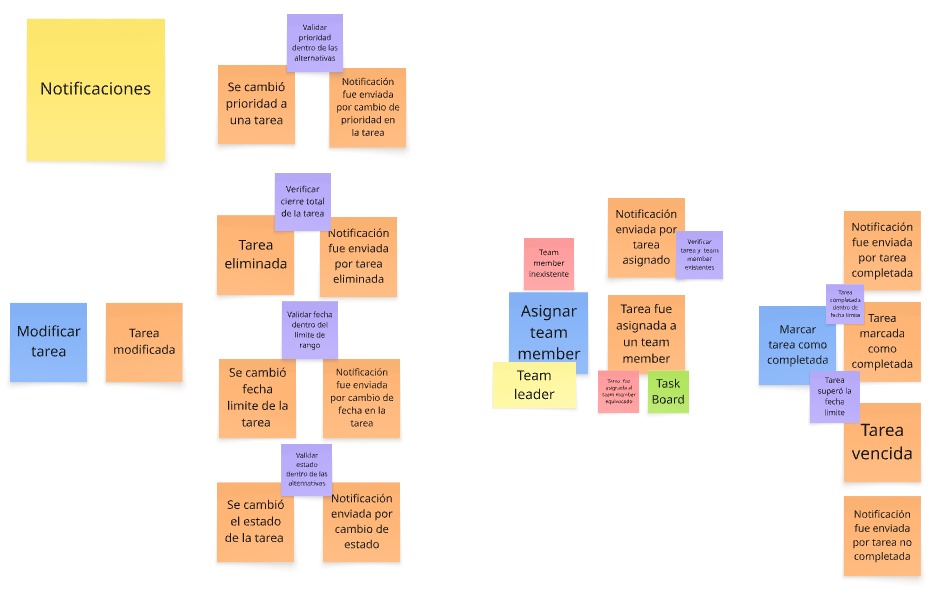 Notificaciones
Validar
prioridad
dentro de las
alternativas
Se cambió
prioridad a
una tarea
Notificación
fue enviada
por cambio de
prioridad en
la tarea
Verificar
cierre total
de la tarea
Tarea
eliminada
Notificación
fue enviada
por tarea
eliminada
Modificar
tarea
Tarea
modificada
Validar fecha
dentro del
limite de
rango
Se cambió
fecha
limite de la
tarea
Notificación
fue enviada
por cambio de
fecha en la
tarea
Validar
estado
dentro de las
alternativas
Se cambió
el estado
de la tarea
Notificación
enviada por
cambio de
estado
Team
member
inexistente
Asignar
team
member
Team
leader
Notificación
enviada por
tarea
asignado
Verificar
tarea y team
member
existentes
Tarea fue
asignada a
un team
member
Tarea fue
asignada al
team member
equivocado
Task
Board
Notificación
fue enviada
por tarea
completada
Tarea
completada
dentro de
fecha limite
Marcar
tarea como
completada
Tarea
marcada
como
completada
Tarea
superó la
fecha
limite
Tarea
vencida
Notificación
fue enviada
por tarea no
completada